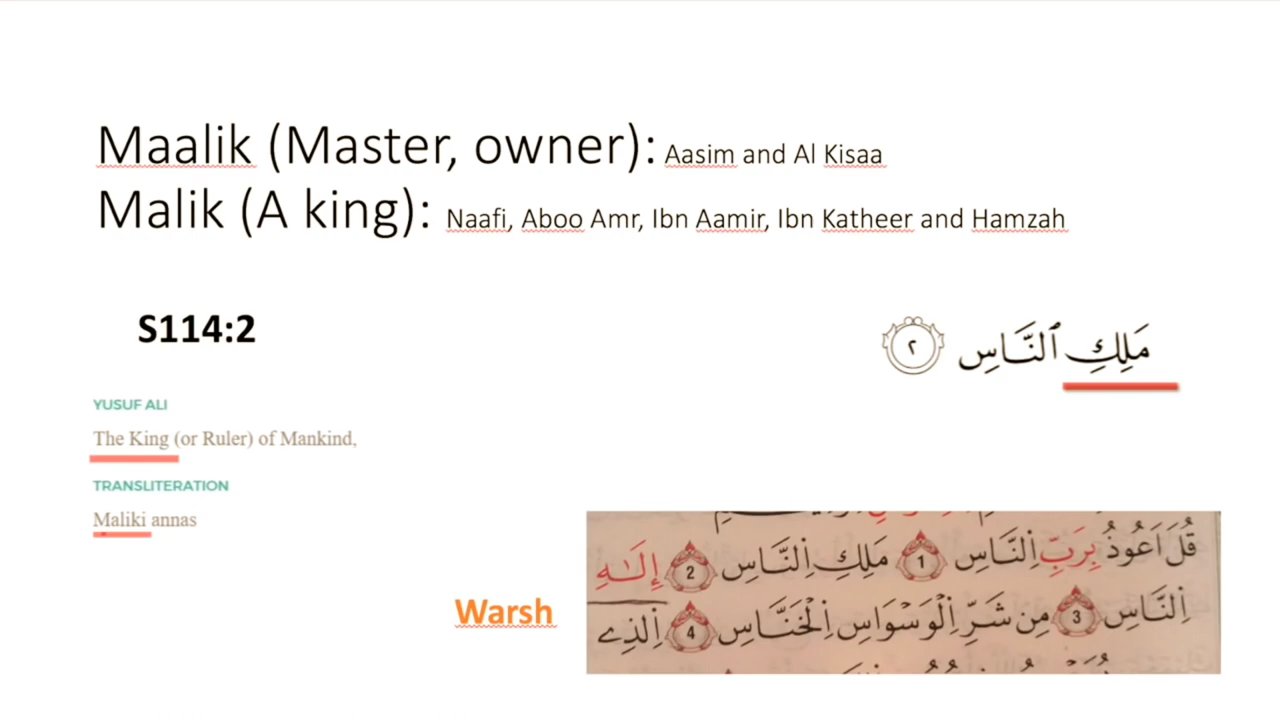 Maalik (Master, owner): Aasim and Al Kisaa
Malik (A king): Naafi, Aboo Amr, Ibn Aamir, Ibn Katheer and Hamzah
S114:2
مَلِكِ ٱلنَّاسِ ٢
YUSUF ALI
The King (or Ruler) of Mankind,
TRANSLITERATION
Maliki annas
Warsh
قُلَ اَعُوذُ بِرَبِّ اِ۬لنَّاسِ 1 مَلِكِ اِ۬لنَّاسِ 2 إِلَٰهِ
اِ۬لنَّاسِ 3 مِن شَرِّ اِ۬لْوَسْوَاسِ اِ۬لْخَنَّاسِ 4 اِ۬لذِے